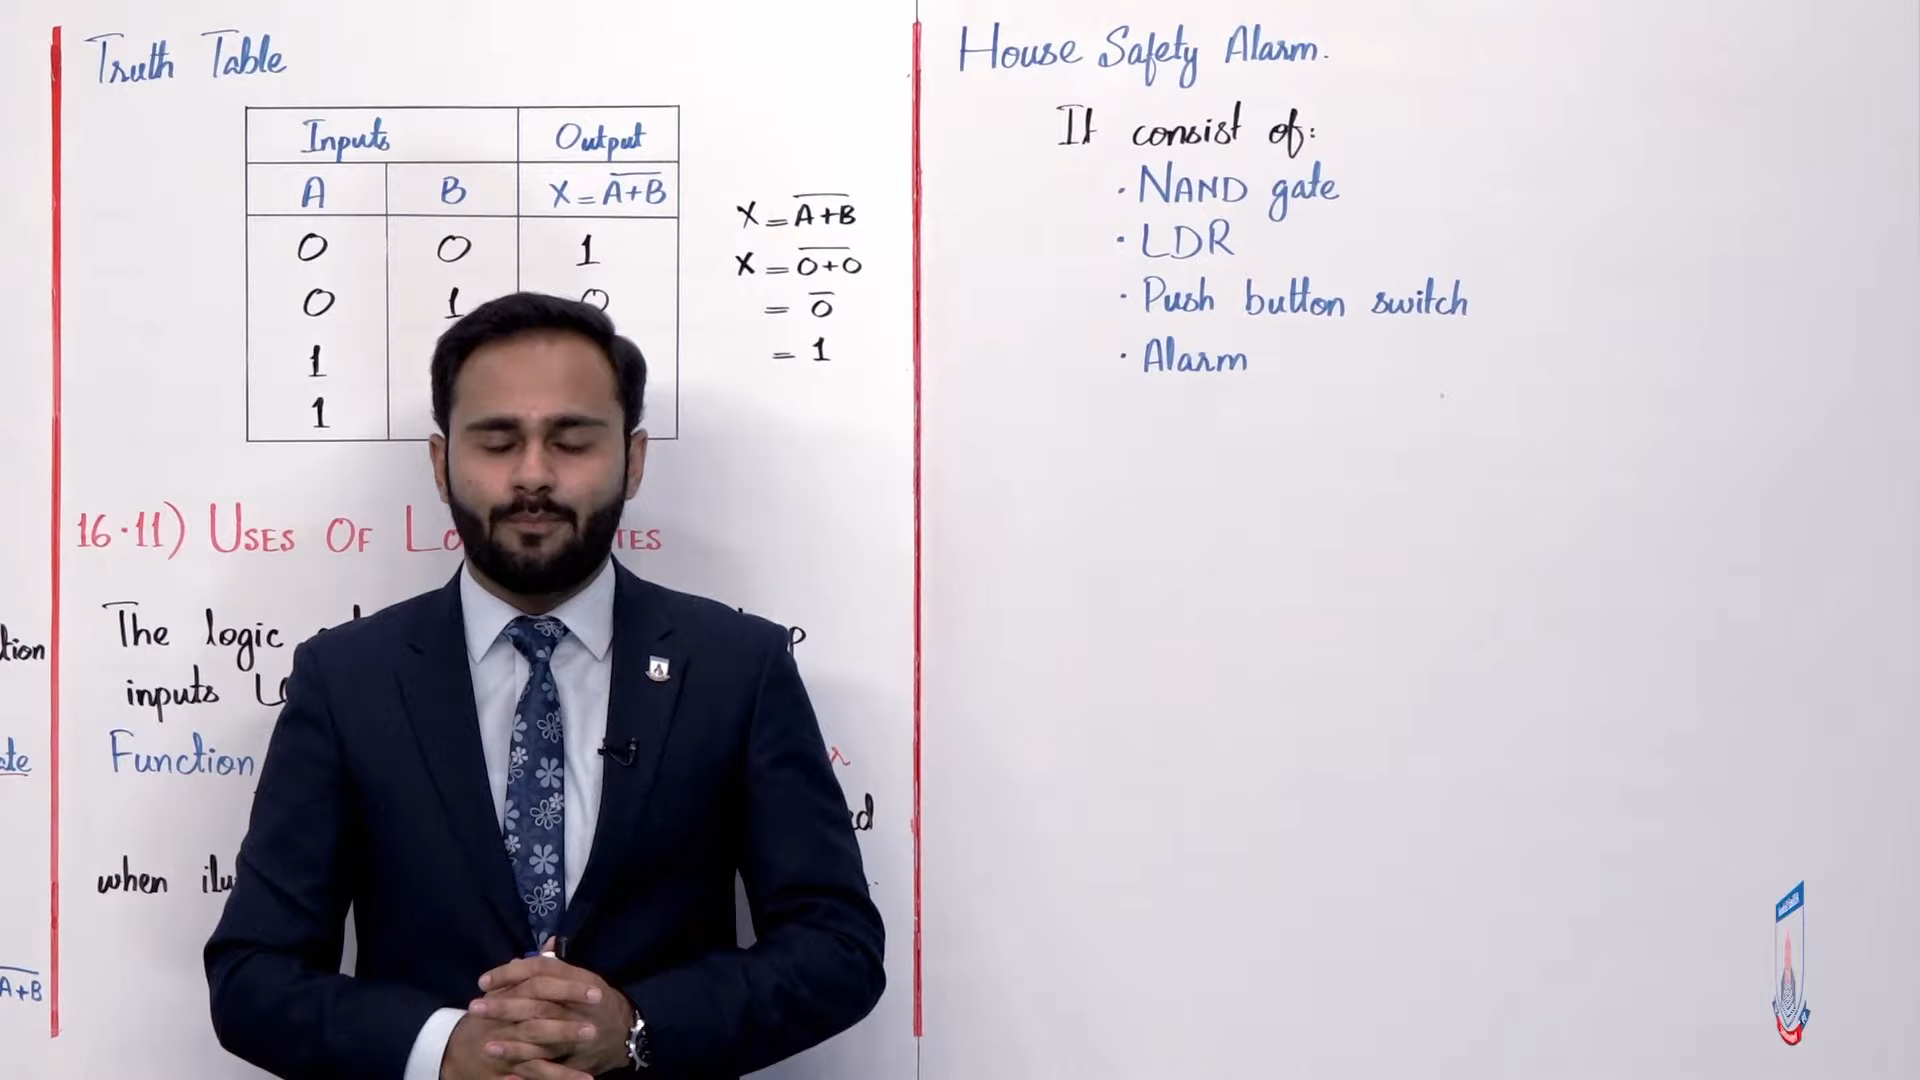 Truth Table
Inputs Output
A B X = A+B̅
0 0 1
0 1 0
1
1
X = A̅+̅B̅
X = 0̅+̅0̅
= 0̅
= 1
16.11) USES OF
The logic
inputs
Function
when
tion
A̅+̅B̅
House Safety Alarm.
It consist of:
· NAND gate
· LDR
· Push button switch
· Alarm